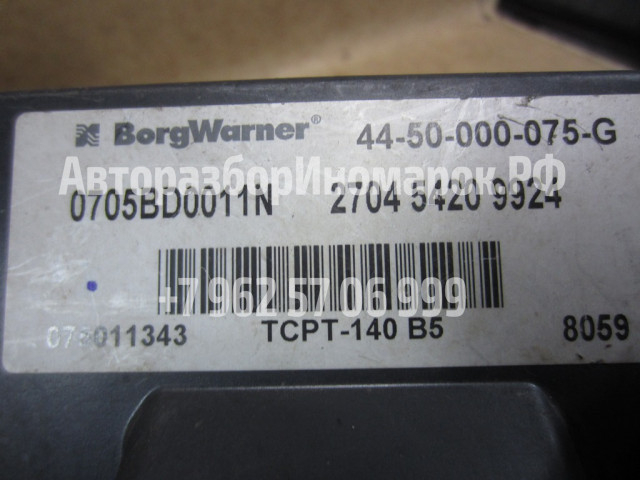 BorgWarner® 44-50-000-075-G
АвторазборИномарок.РФ
0705BD0011N 2704 5420 9924
+7 962 57 06 999
TCPT-140 B5 8059